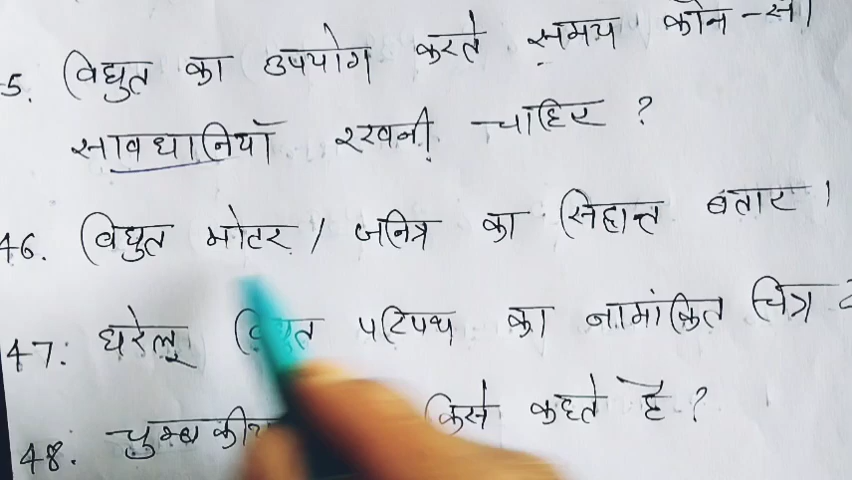 5. विद्युत का उपयोग करते समय कौन-सी
सावधानियाँ रखनी चाहिए ?
46. विद्युत मोटर / जनित्र का सिद्धान्त बताए ।
47. घरेलू विद्युत परिपथ का नामांकित चित्र
48. किसे कहते है ?